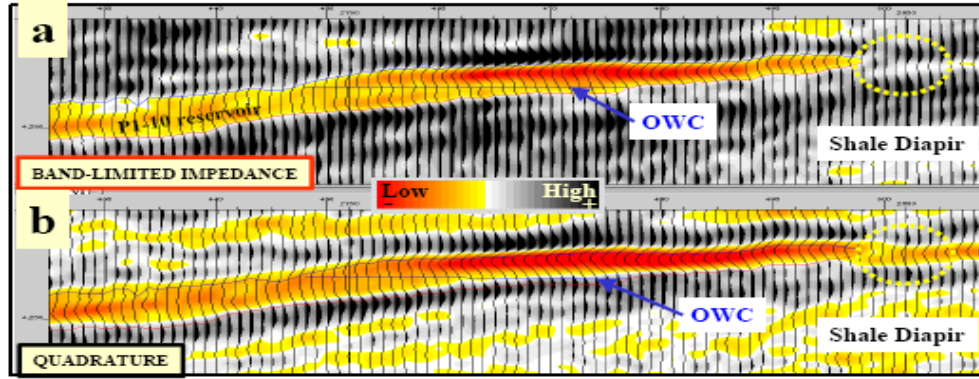 a
P1-10 reservoir
OWC
Shale Diapir
BAND-LIMITED IMPEDANCE
Low
High
-
+
b
OWC
Shale Diapir
QUADRATURE